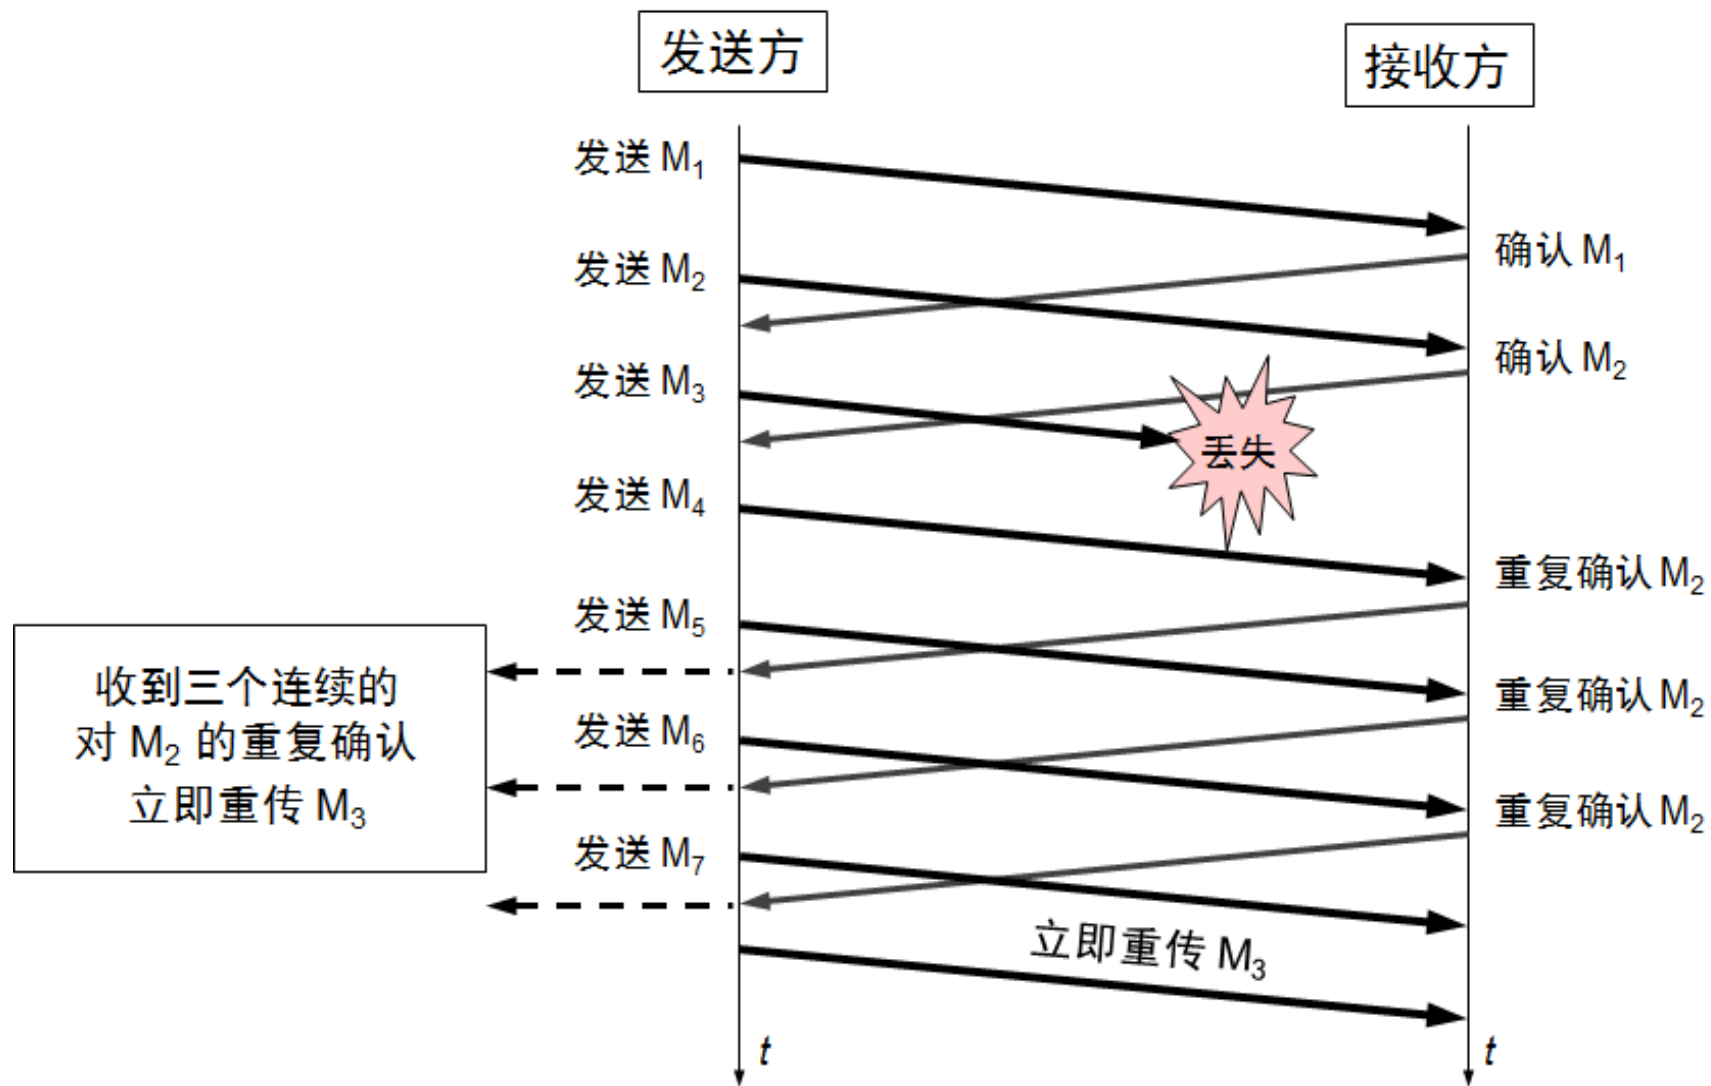 发送方
接收方
发送 M₁
确认 M₁
发送 M₂
确认 M₂
发送 M₃
丢失
发送 M₄
重复确认 M₂
发送 M₅
重复确认 M₂
收到三个连续的
对 M₂ 的重复确认
立即重传 M₃
发送 M₆
重复确认 M₂
发送 M₇
立即重传 M₃
t
t